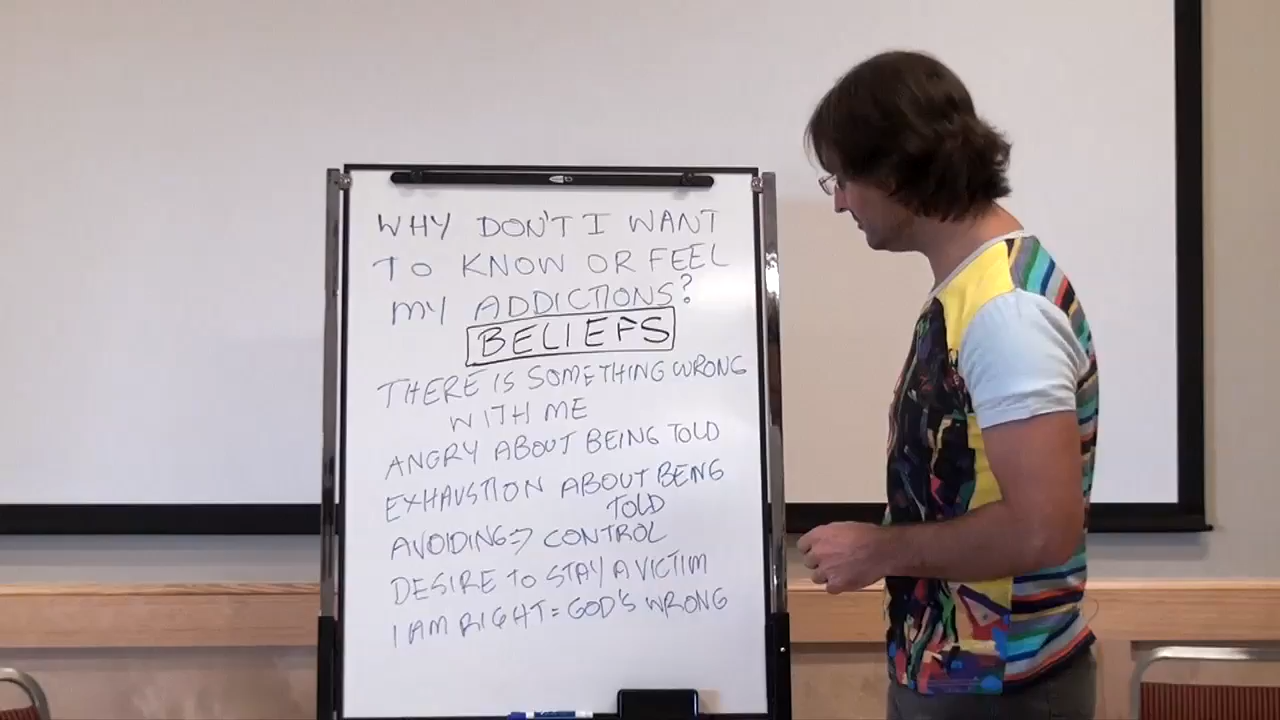 WHY DON'T I WANT
TO KNOW OR FEEL
MY ADDICTIONS?
BELIEFS
THERE IS SOMETHING WRONG
WITH ME
ANGRY ABOUT BEING TOLD
EXHAUSTION ABOUT BEING
TOLD
AVOIDING => CONTROL
DESIRE TO STAY A VICTIM
I AM RIGHT = GOD'S WRONG